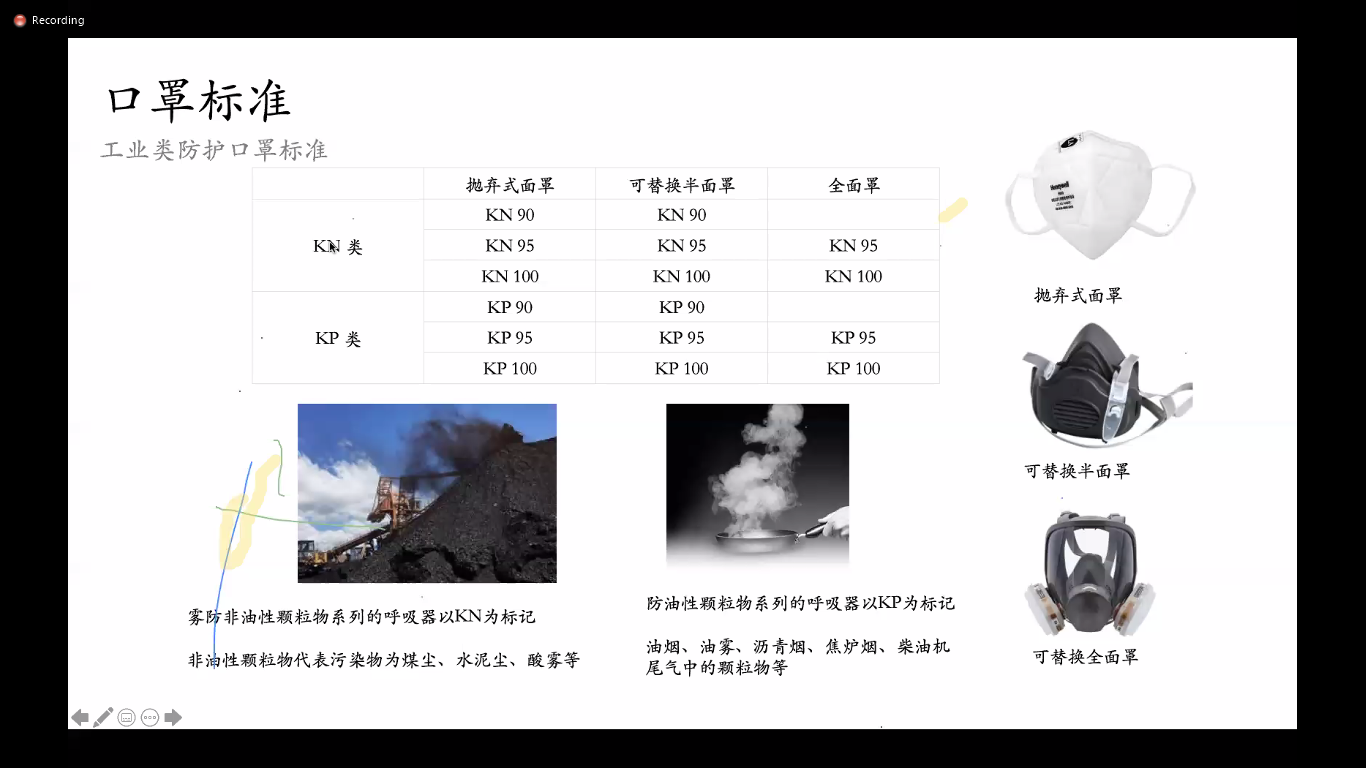 Recording
口罩标准
工业类防护口罩标准
抛弃式面罩 可替换半面罩 全面罩
KN 类
KN 90 KN 90
KN 95 KN 95 KN 95
KN 100 KN 100 KN 100
KP 类
KP 90 KP 90
KP 95 KP 95 KP 95
KP 100 KP 100 KP 100
Honeywell
抛弃式面罩
可替换半面罩
可替换全面罩
雾防非油性颗粒物系列的呼吸器以KN为标记
非油性颗粒物代表污染物为煤尘、水泥尘、酸雾等
防油性颗粒物系列的呼吸器以KP为标记
油烟、油雾、沥青烟、焦炉烟、柴油机
尾气中的颗粒物等